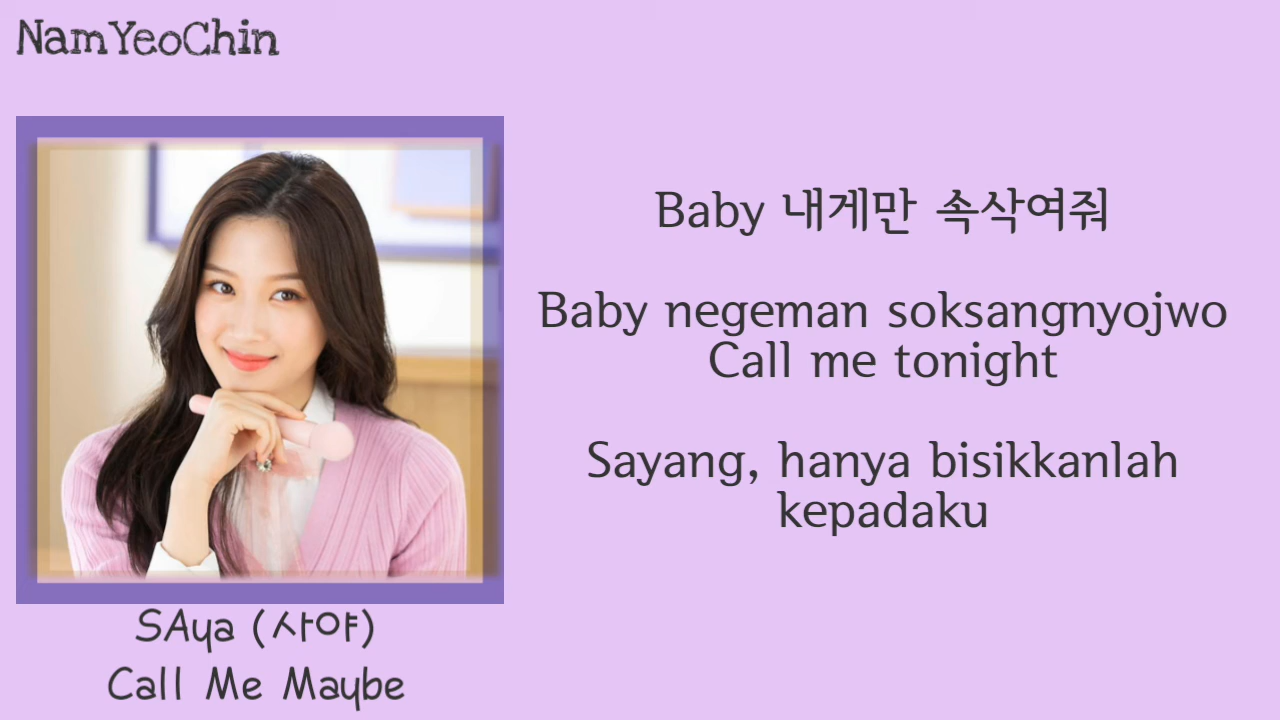 NamYeoChin
Baby 내게만 속삭여줘
Baby negeman soksangnyojwo
Call me tonight
Sayang, hanya bisikkanlah
kepadaku
SAya (사야)
Call Me Maybe